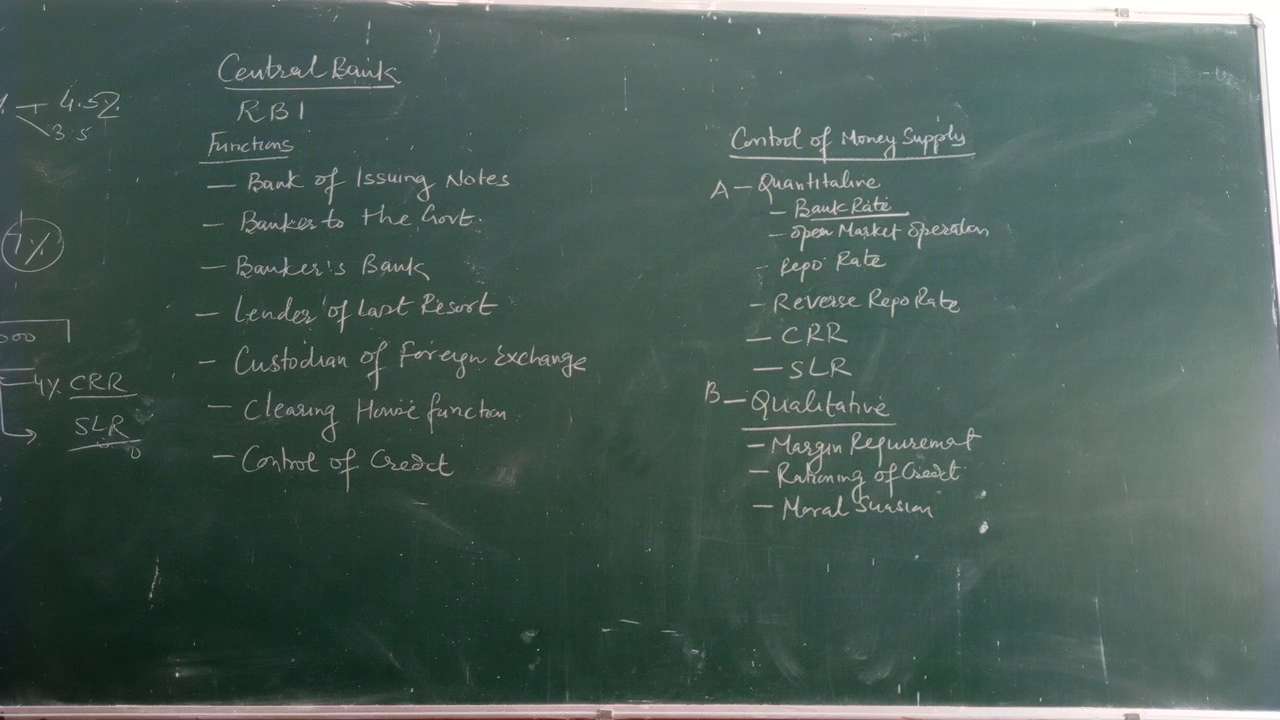 4.5%
3.5
7%
000
4% CRR
SLR
Central Bank
RBI
Functions
— Bank of Issuing Notes
— Banker to the Govt.
— Banker's Bank
— Lender of Last Resort
— Custodian of Foreign Exchange
— Clearing House function
— Control of Credit
Control of Money Supply
A — Quantitative
— Bank Rate
— Open Market Operation
— Repo Rate
— Reverse Repo Rate
— CRR
— SLR
B — Qualitative
— Margin Requirement
— Rationing of Credit
— Moral Suasion